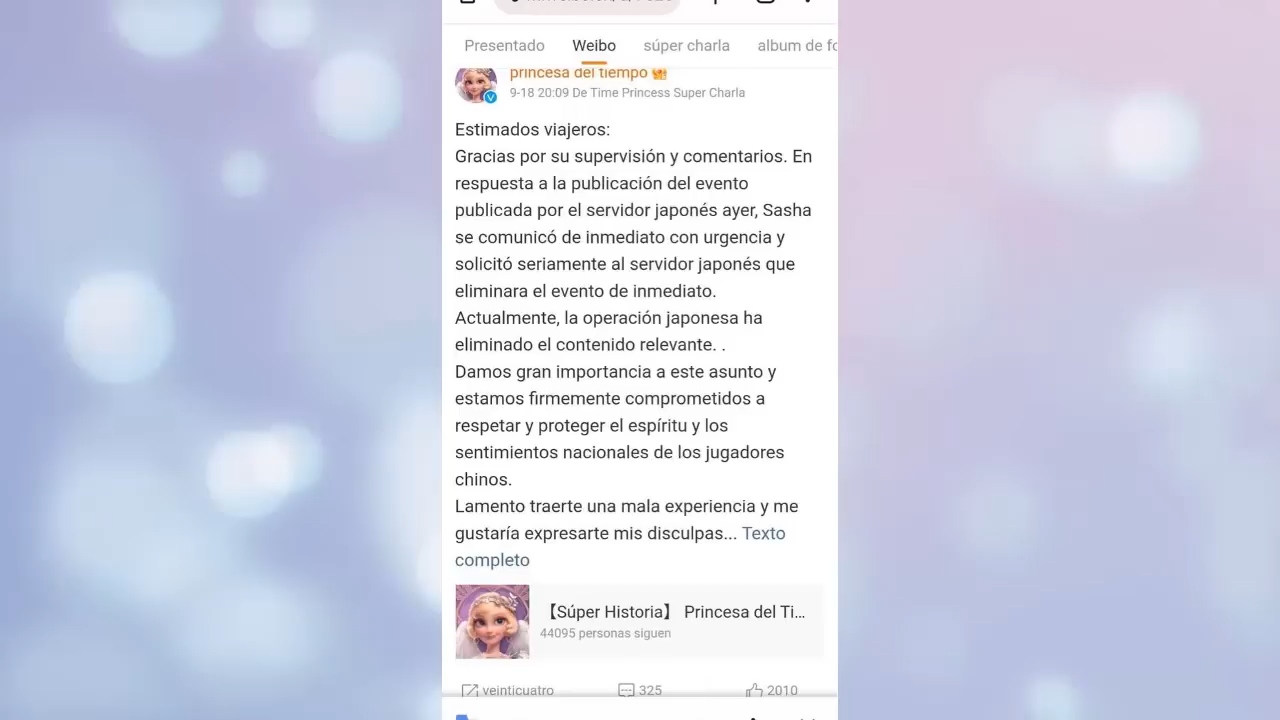 Presentado Weibo súper charla album de fo
princesa del tiempo
9-18 20:09 De Time Princess Super Charla
Estimados viajeros:
Gracias por su supervisión y comentarios. En
respuesta a la publicación del evento
publicada por el servidor japonés ayer, Sasha
se comunicó de inmediato con urgencia y
solicitó seriamente al servidor japonés que
eliminara el evento de inmediato.
Actualmente, la operación japonesa ha
eliminado el contenido relevante. .
Damos gran importancia a este asunto y
estamos firmemente comprometidos a
respetar y proteger el espíritu y los
sentimientos nacionales de los jugadores
chinos.
Lamento traerte una mala experiencia y me
gustaría expresarte mis disculpas... Texto
completo
【Súper Historia】 Princesa del Ti...
44095 personas siguen
veinticuatro 325 2010